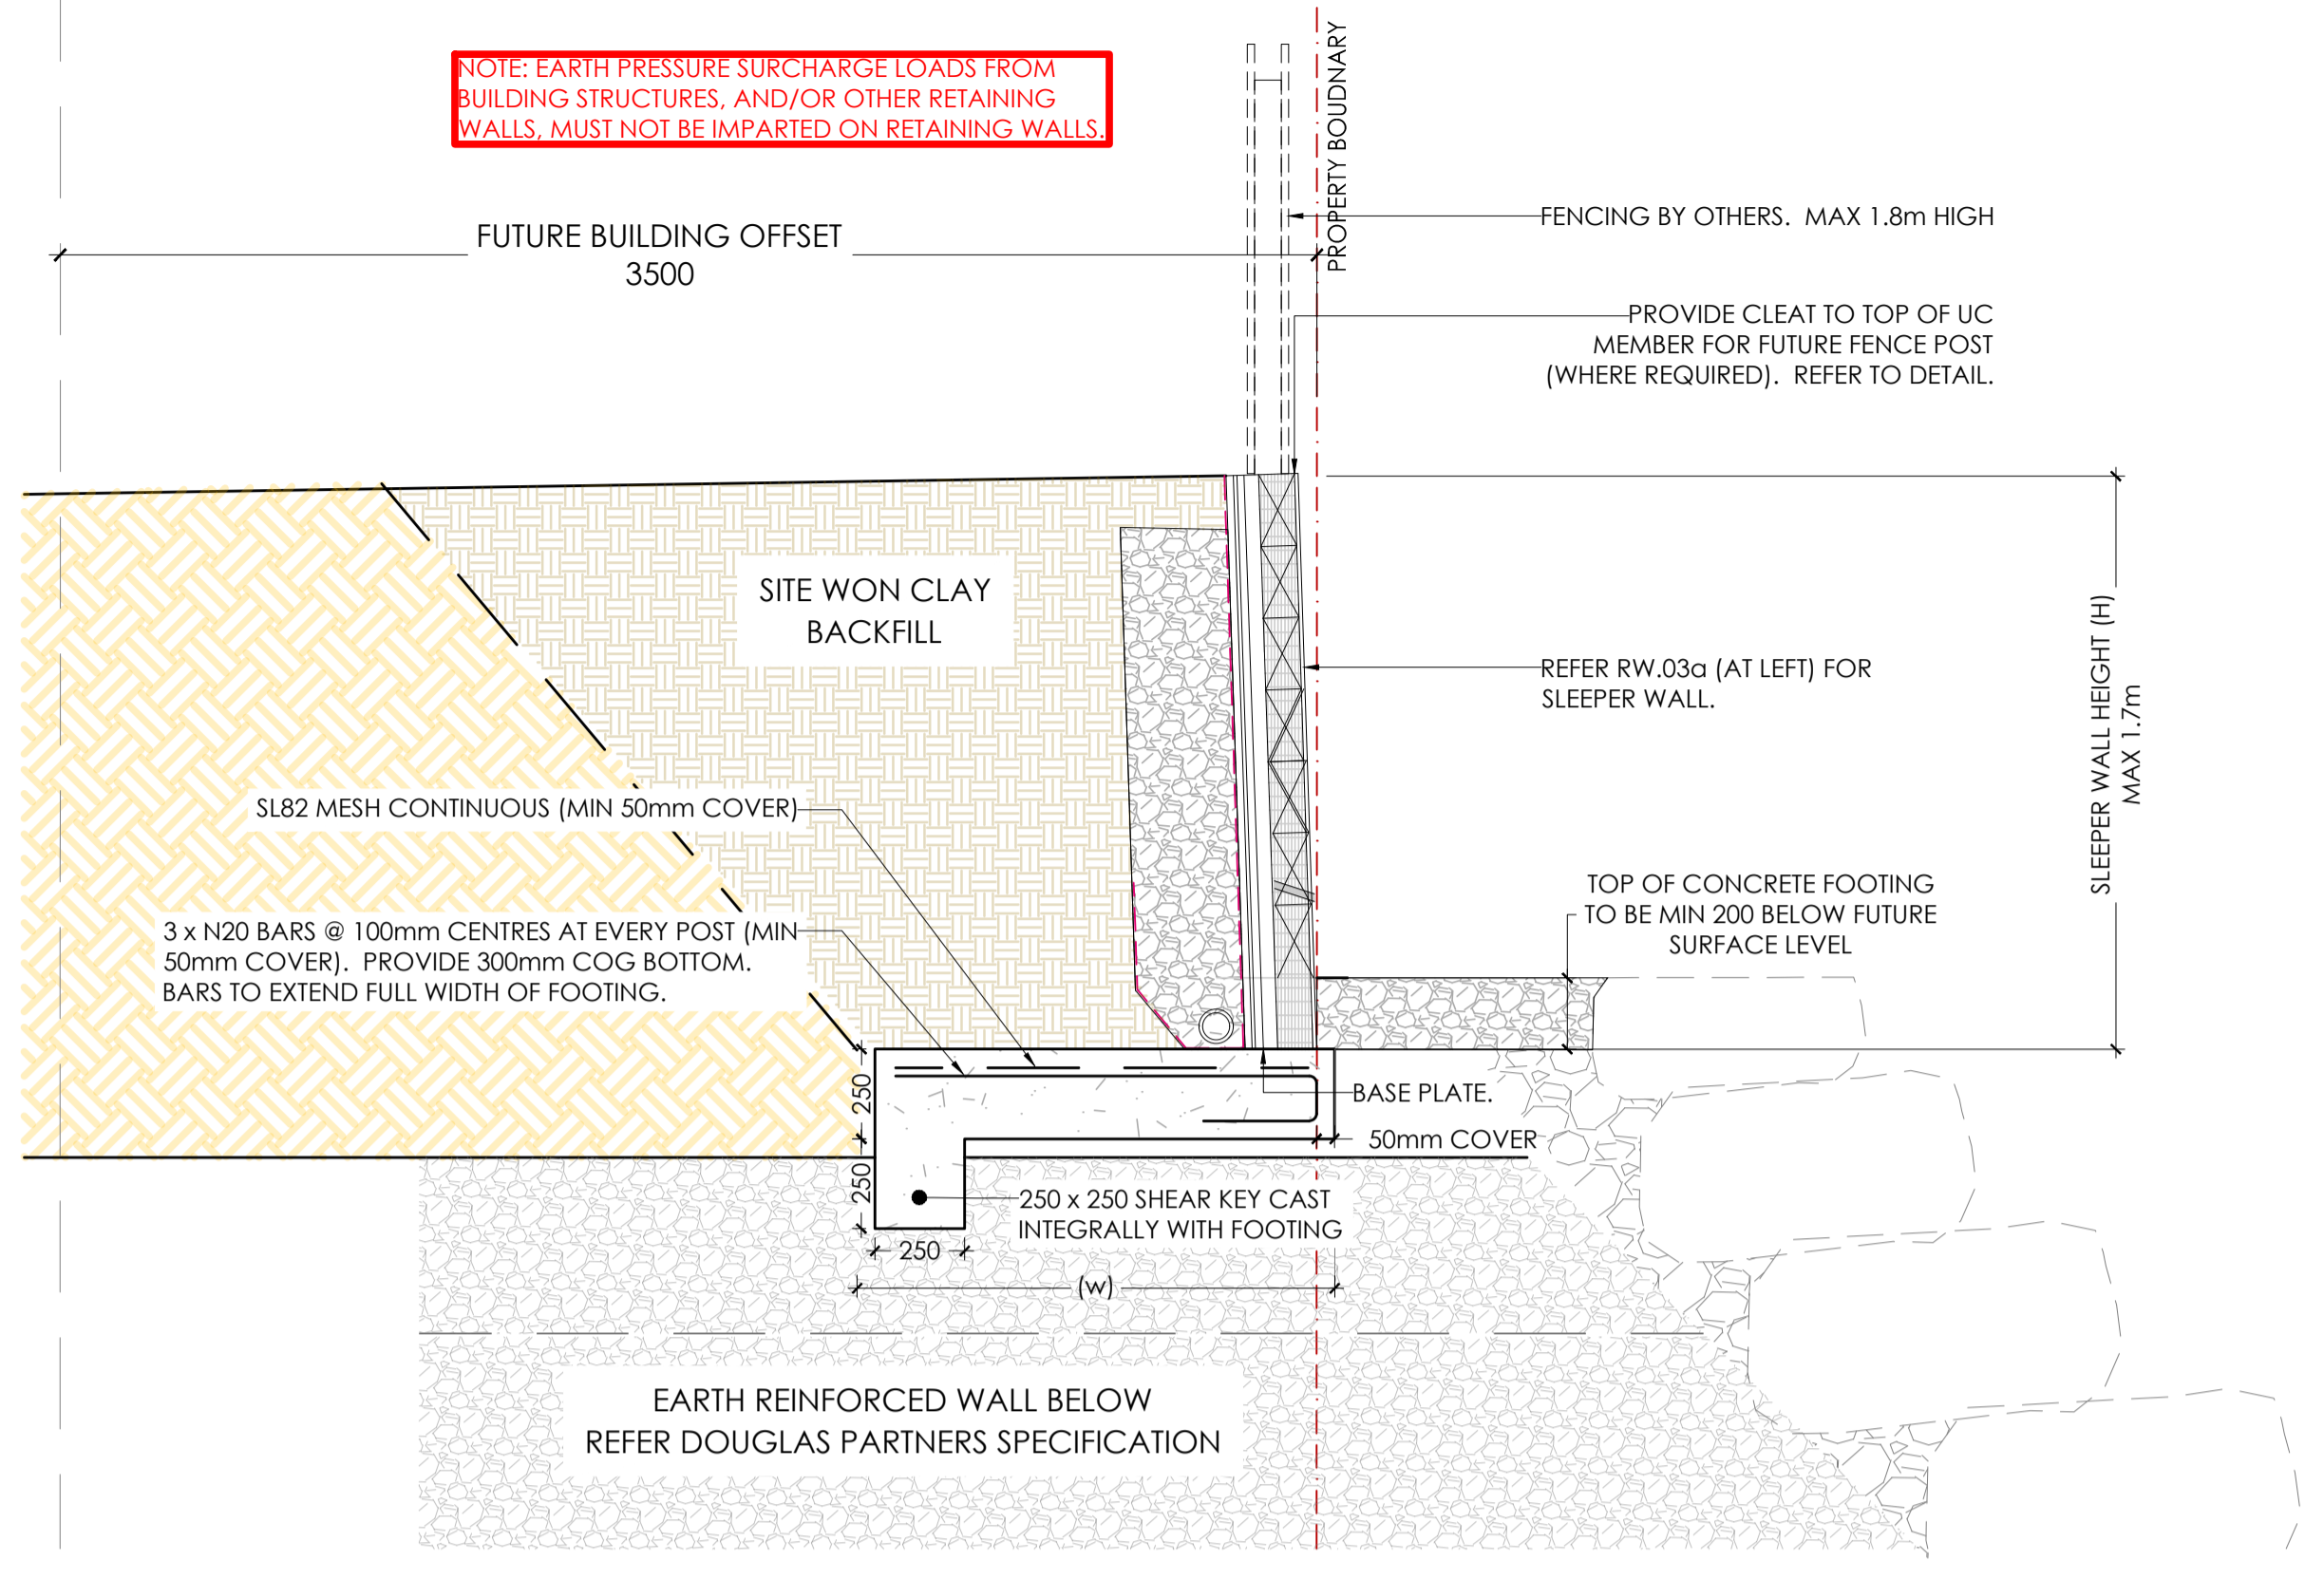 NOTE: EARTH PRESSURE SURCHARGE LOADS FROM
BUILDING STRUCTURES, AND/OR OTHER RETAINING
WALLS, MUST NOT BE IMPARTED ON RETAINING WALLS.
PROPERTY BOUDNARY
FUTURE BUILDING OFFSET
3500
FENCING BY OTHERS. MAX 1.8m HIGH
PROVIDE CLEAT TO TOP OF UC
MEMBER FOR FUTURE FENCE POST
(WHERE REQUIRED). REFER TO DETAIL.
SITE WON CLAY
BACKFILL
REFER RW.03a (AT LEFT) FOR
SLEEPER WALL.
SLEEPER WALL HEIGHT (H)
MAX 1.7m
SL82 MESH CONTINUOUS (MIN 50mm COVER)
3 x N20 BARS @ 100mm CENTRES AT EVERY POST (MIN
50mm COVER). PROVIDE 300mm COG BOTTOM.
BARS TO EXTEND FULL WIDTH OF FOOTING.
TOP OF CONCRETE FOOTING
TO BE MIN 200 BELOW FUTURE
SURFACE LEVEL
250
BASE PLATE.
50mm COVER
250
250 x 250 SHEAR KEY CAST
INTEGRALLY WITH FOOTING
250
(w)
EARTH REINFORCED WALL BELOW
REFER DOUGLAS PARTNERS SPECIFICATION